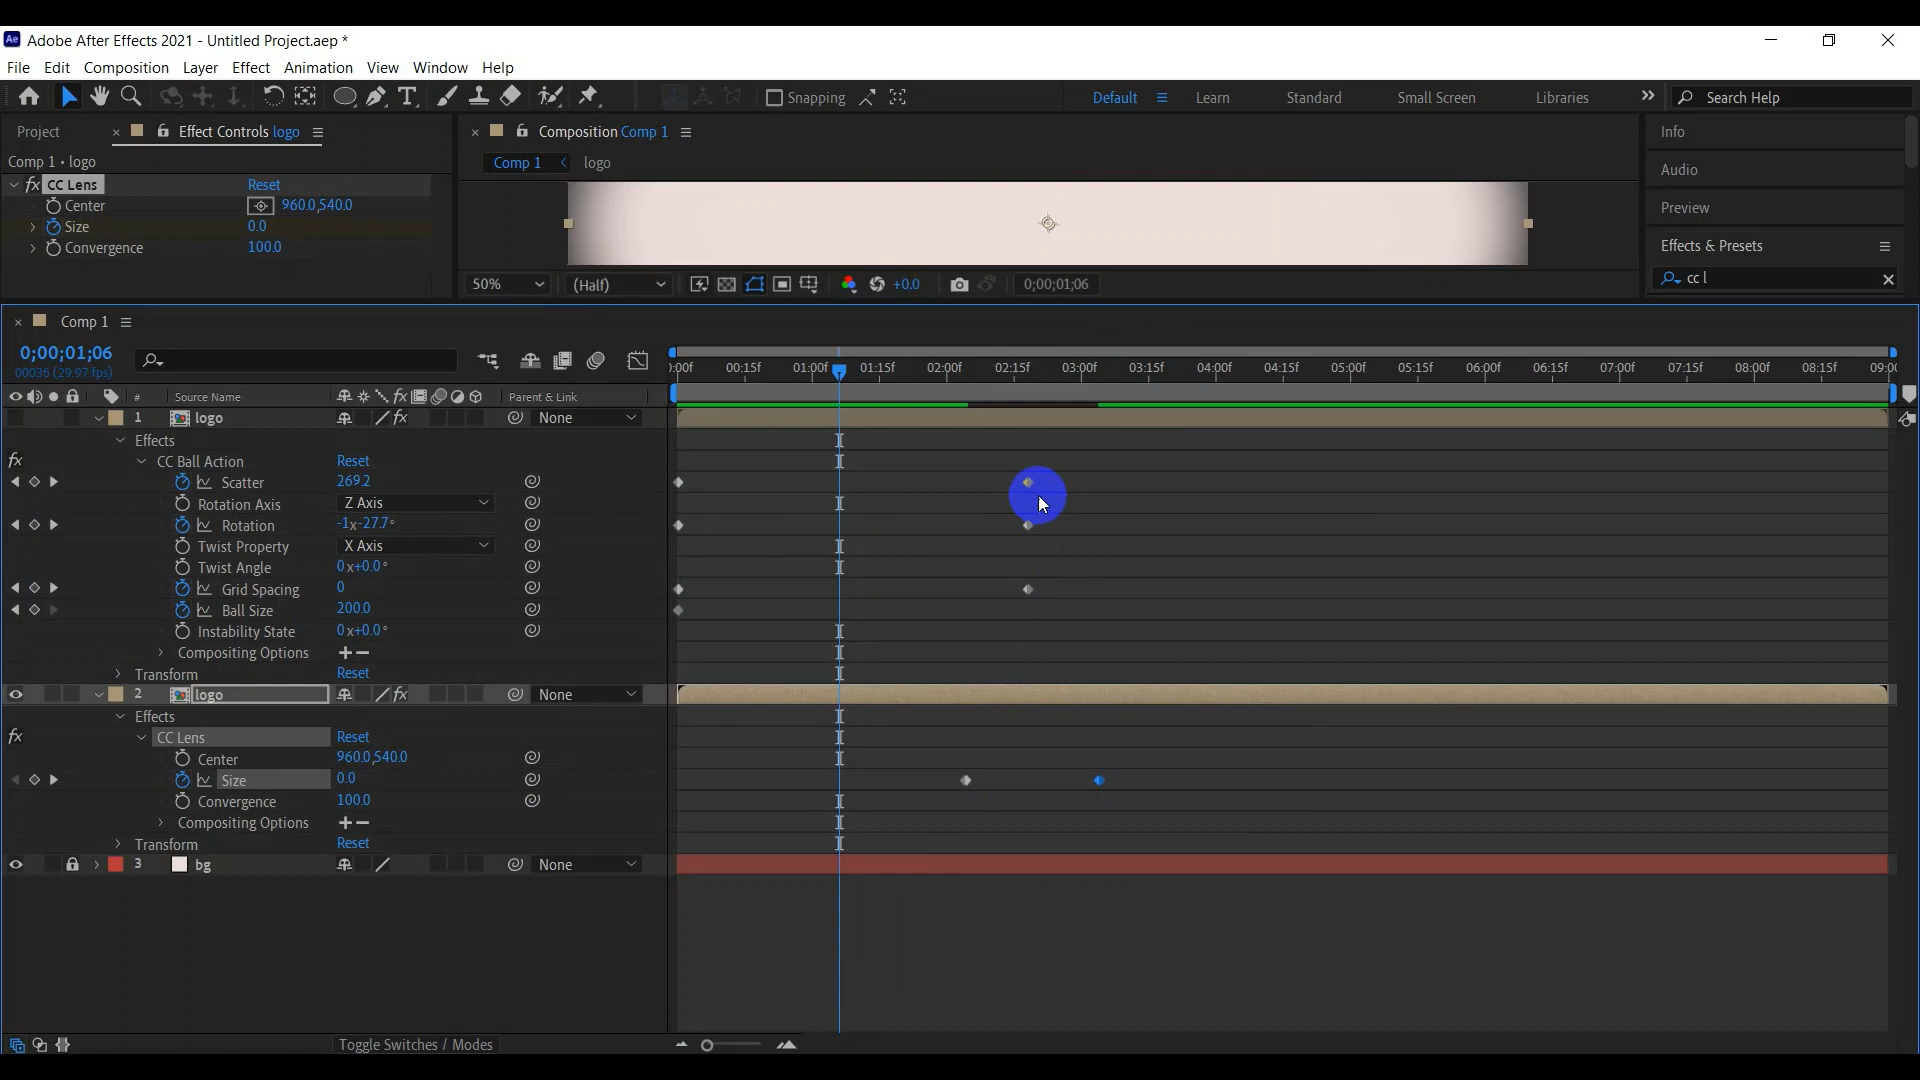 Adobe After Effects 2021 - Untitled Project.aep *
File Edit Composition Layer Effect Animation View Window Help
Snapping Default Learn Standard Small Screen Libraries Search Help
Project Effect Controls logo Composition Comp 1 Info
Comp 1 • logo Comp 1 logo Audio
fx CC Lens Reset
Center 960.0,540.0 Preview
Size 0.0
Convergence 100.0 Effects & Presets
50% (Half) +0.0 0;00;01;06 cc l
Comp 1
0;00;01;06
00036 (29.97 fps)
0:00f 00:15f 01:00f 01:15f 02:00f 02:15f 03:00f 03:15f 04:00f 04:15f 05:00f 05:15f 06:00f 06:15f 07:00f 07:15f 08:00f 08:15f 09:00
# Source Name Parent & Link
1 logo None
Effects
fx CC Ball Action Reset
Scatter 269.2
Rotation Axis Z Axis
Rotation -1x-27.7°
Twist Property X Axis
Twist Angle 0x+0.0°
Grid Spacing 0
Ball Size 200.0
Instability State 0x+0.0°
Compositing Options +−
Transform Reset
2 logo None
Effects
fx CC Lens Reset
Center 960.0,540.0
Size 0.0
Convergence 100.0
Compositing Options +−
Transform Reset
3 bg None
Toggle Switches / Modes